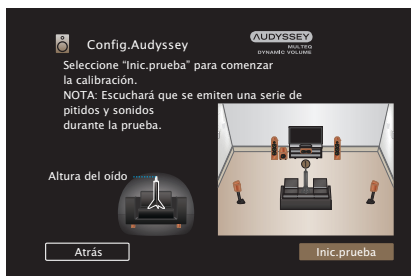 Config.Audyssey
AUDYSSEY
MULTEQ
DYNAMIC VOLUME
Seleccione “Inic.prueba” para comenzar
la calibración.
NOTA: Escuchará que se emiten una serie de
pitidos y sonidos
durante la prueba.
Altura del oído
Atrás
Inic.prueba